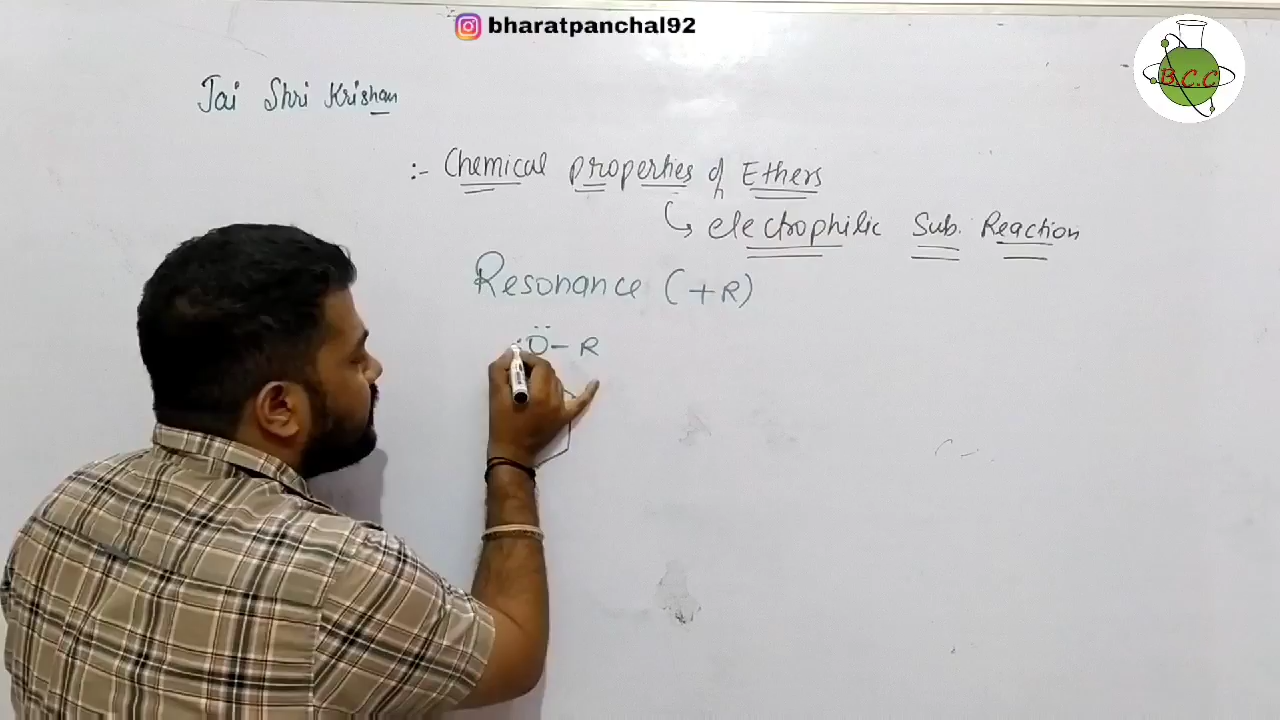 bharatpanchal92
B.C.C
Jai Shri Krishan
:- Chemical properties of Ethers
↳ electrophilic Sub. Reaction
Resonance (+R)
:Ö-R